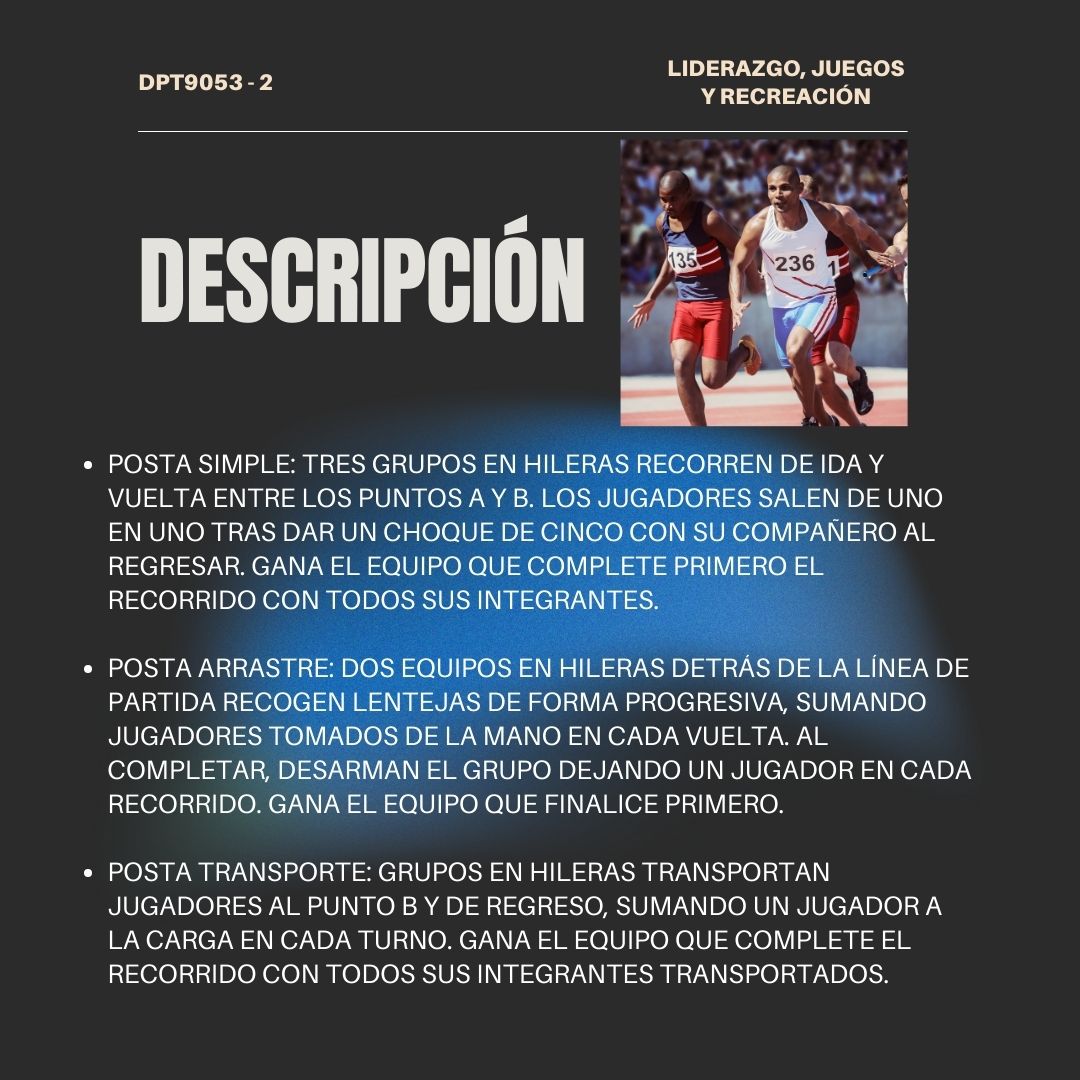 DPT9053 - 2
LIDERAZGO, JUEGOS
Y RECREACIÓN
135
236
1
DESCRIPCIÓN
• POSTA SIMPLE: TRES GRUPOS EN HILERAS RECORREN DE IDA Y
VUELTA ENTRE LOS PUNTOS A Y B. LOS JUGADORES SALEN DE UNO
EN UNO TRAS DAR UN CHOQUE DE CINCO CON SU COMPAÑERO AL
REGRESAR. GANA EL EQUIPO QUE COMPLETE PRIMERO EL
RECORRIDO CON TODOS SUS INTEGRANTES.
• POSTA ARRASTRE: DOS EQUIPOS EN HILERAS DETRÁS DE LA LÍNEA DE
PARTIDA RECOGEN LENTEJAS DE FORMA PROGRESIVA, SUMANDO
JUGADORES TOMADOS DE LA MANO EN CADA VUELTA. AL
COMPLETAR, DESARMAN EL GRUPO DEJANDO UN JUGADOR EN CADA
RECORRIDO. GANA EL EQUIPO QUE FINALICE PRIMERO.
• POSTA TRANSPORTE: GRUPOS EN HILERAS TRANSPORTAN
JUGADORES AL PUNTO B Y DE REGRESO, SUMANDO UN JUGADOR A
LA CARGA EN CADA TURNO. GANA EL EQUIPO QUE COMPLETE EL
RECORRIDO CON TODOS SUS INTEGRANTES TRANSPORTADOS.